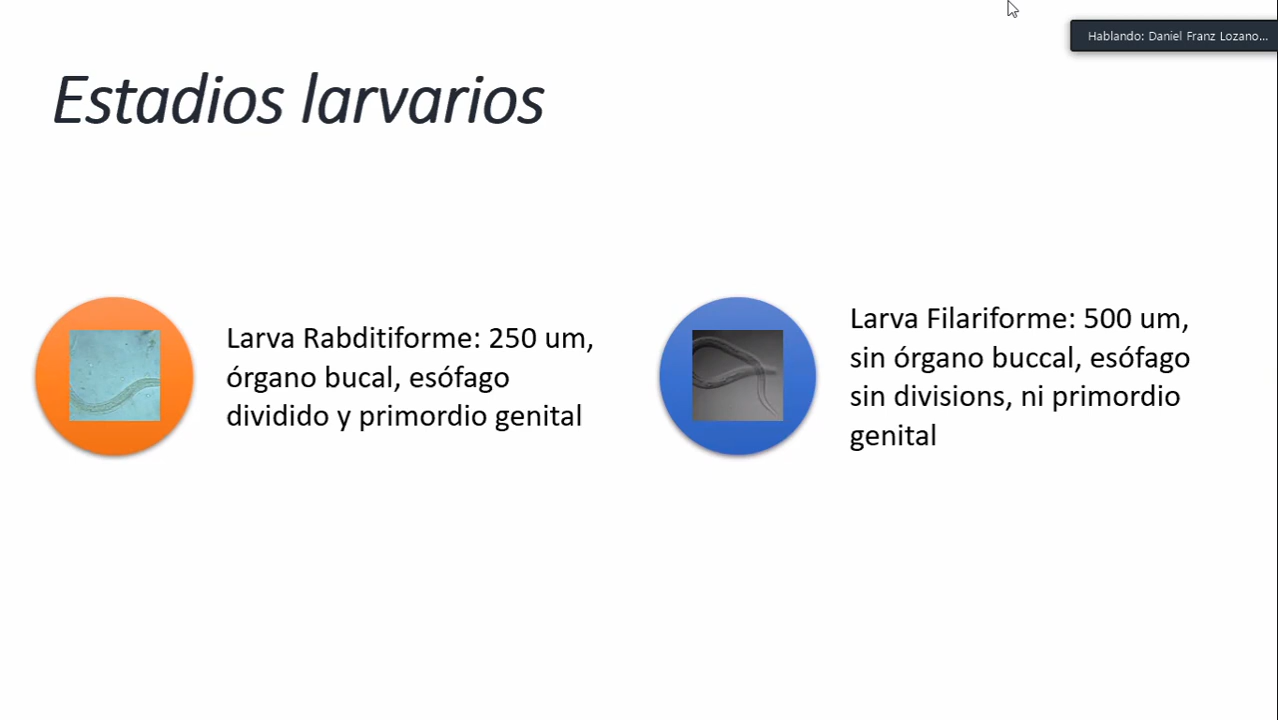 Hablando: Daniel Franz Lozano...
Estadios larvarios
Larva Rabditiforme: 250 um,
órgano bucal, esófago
dividido y primordio genital
Larva Filariforme: 500 um,
sin órgano buccal, esófago
sin divisions, ni primordio
genital